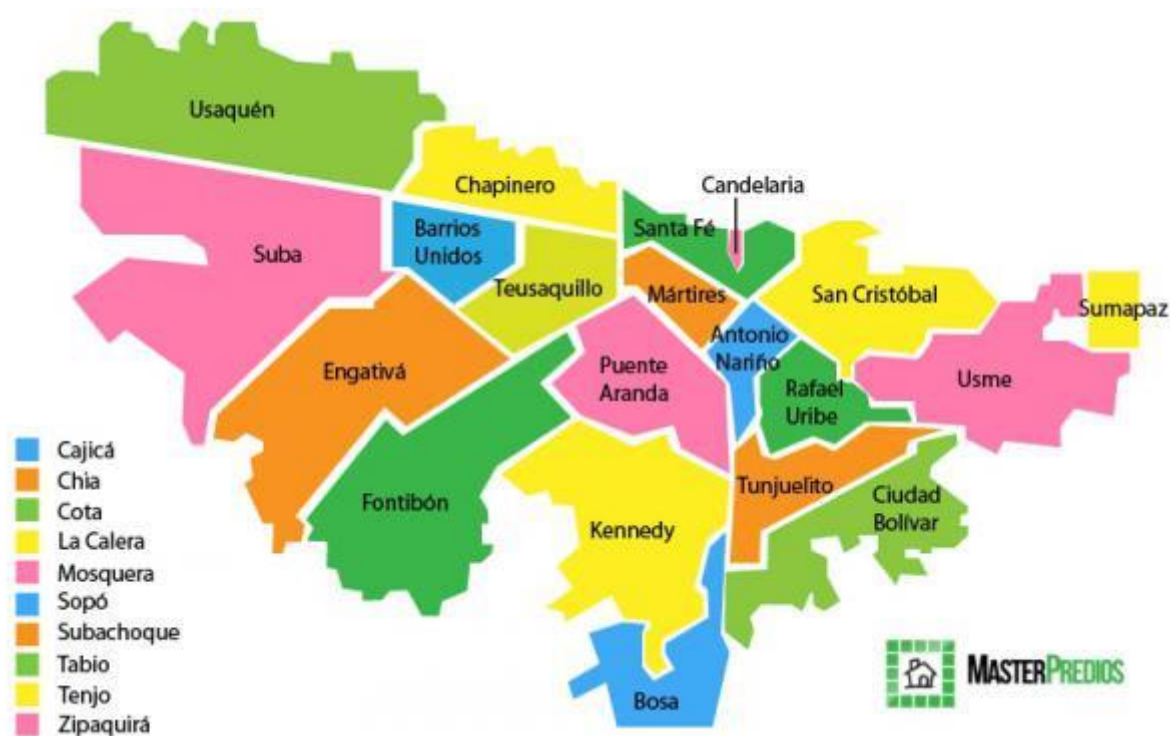 Usaquén
Chapinero
Candelaria
Santa Fé
Barrios
Unidos
Suba
Teusaquillo
Mártires
San Cristóbal
Sumapaz
Antonio
Nariño
Engativá
Puente
Aranda
Rafael
Uribe
Usme
Fontibón
Kennedy
Tunjuelito
Ciudad
Bolívar
Bosa
Cajicá
Chia
Cota
La Calera
Mosquera
Sopó
Subachoque
Tabio
Tenjo
Zipaquirá
MASTERPREDIOS